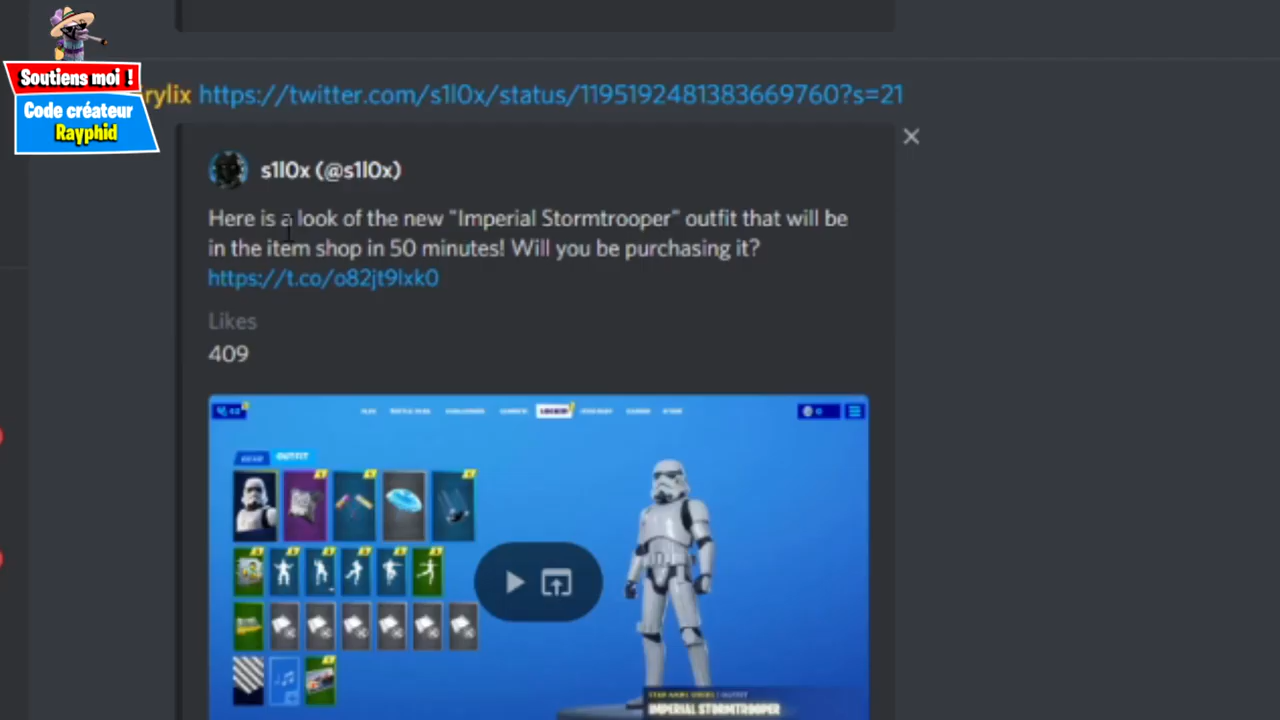 Soutiens moi !
Code créateur
Rayphid
rylix https://twitter.com/s1l0x/status/1195192481383669760?s=21
s1l0x (@s1l0x)
Here is a look of the new "Imperial Stormtrooper" outfit that will be
in the item shop in 50 minutes! Will you be purchasing it?
https://t.co/o82jt9lxk0
Likes
409
LOCKER
OUTFIT
IMPERIAL STORMTROOPER